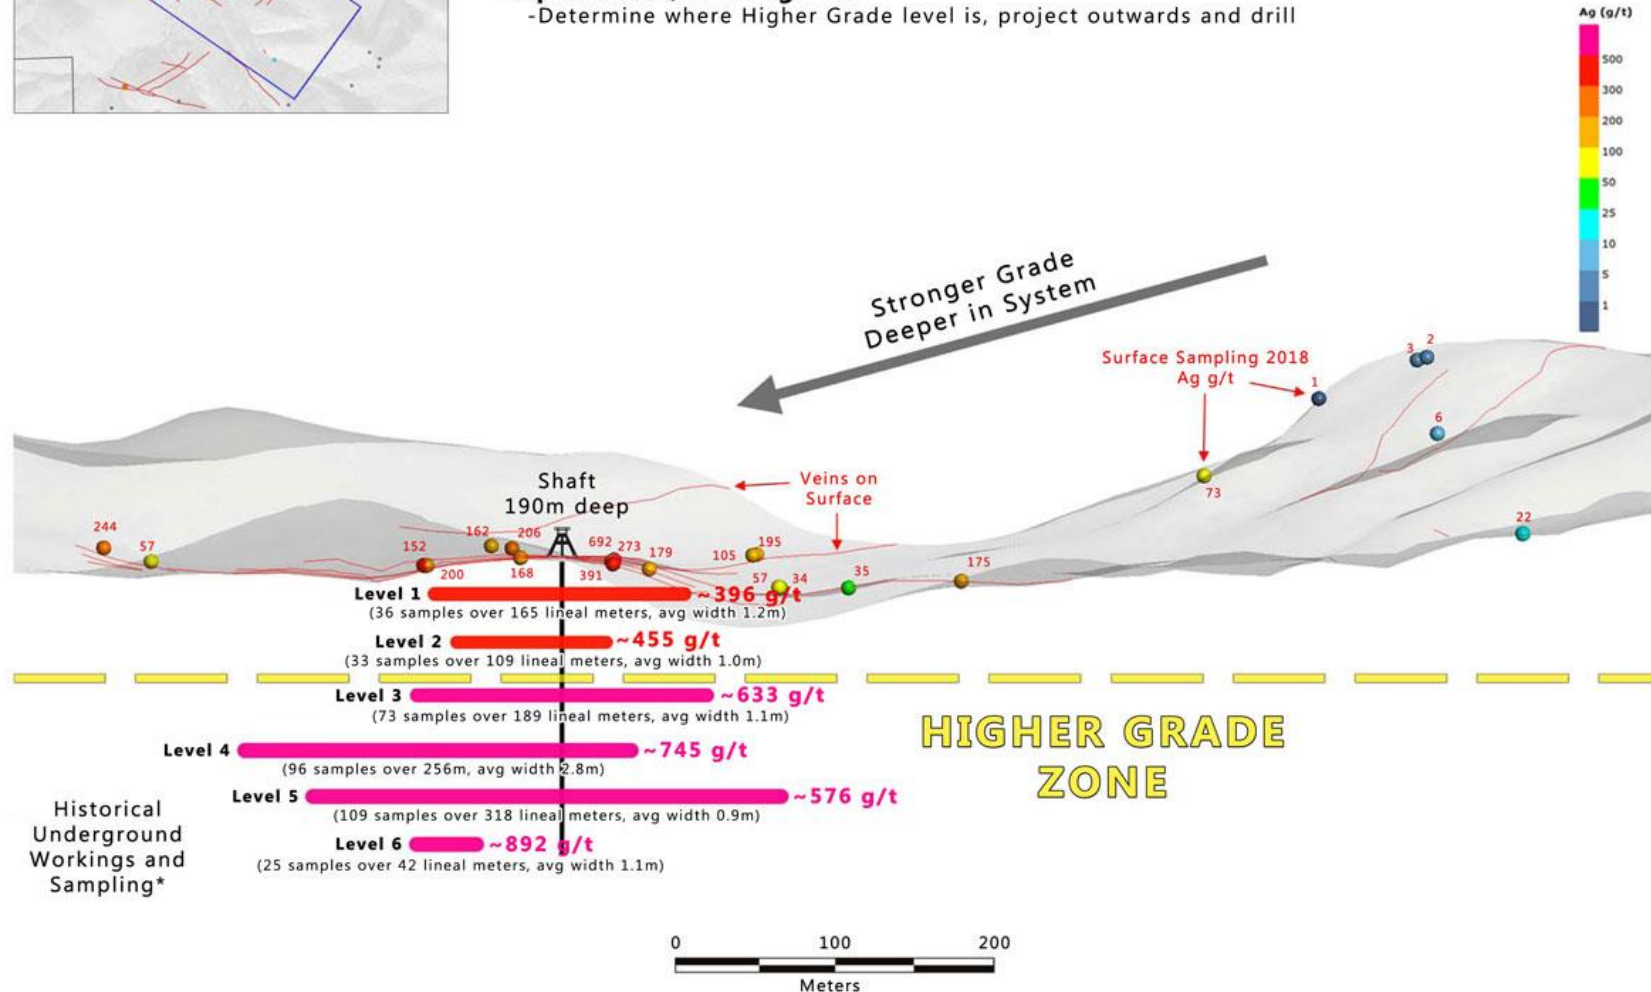 -Determine where Higher Grade level is, project outwards and drill
Ag (g/t)
500
300
200
100
50
25
10
5
1
Stronger Grade
Deeper in System
Surface Sampling 2018
Ag g/t
1
3
2
6
73
22
Shaft
190m deep
Veins on
Surface
244
57
162
206
152
200
168
692
273
391
179
105
195
57
34
35
175
Level 1 ~396 g/t
(36 samples over 165 lineal meters, avg width 1.2m)
Level 2 ~455 g/t
(33 samples over 109 lineal meters, avg width 1.0m)
Level 3 ~633 g/t
(73 samples over 189 lineal meters, avg width 1.1m)
HIGHER GRADE
ZONE
Level 4 ~745 g/t
(96 samples over 256m, avg width 2.8m)
Level 5 ~576 g/t
(109 samples over 318 lineal meters, avg width 0.9m)
Level 6 ~892 g/t
(25 samples over 42 lineal meters, avg width 1.1m)
Historical
Underground
Workings and
Sampling*
0 100 200
Meters